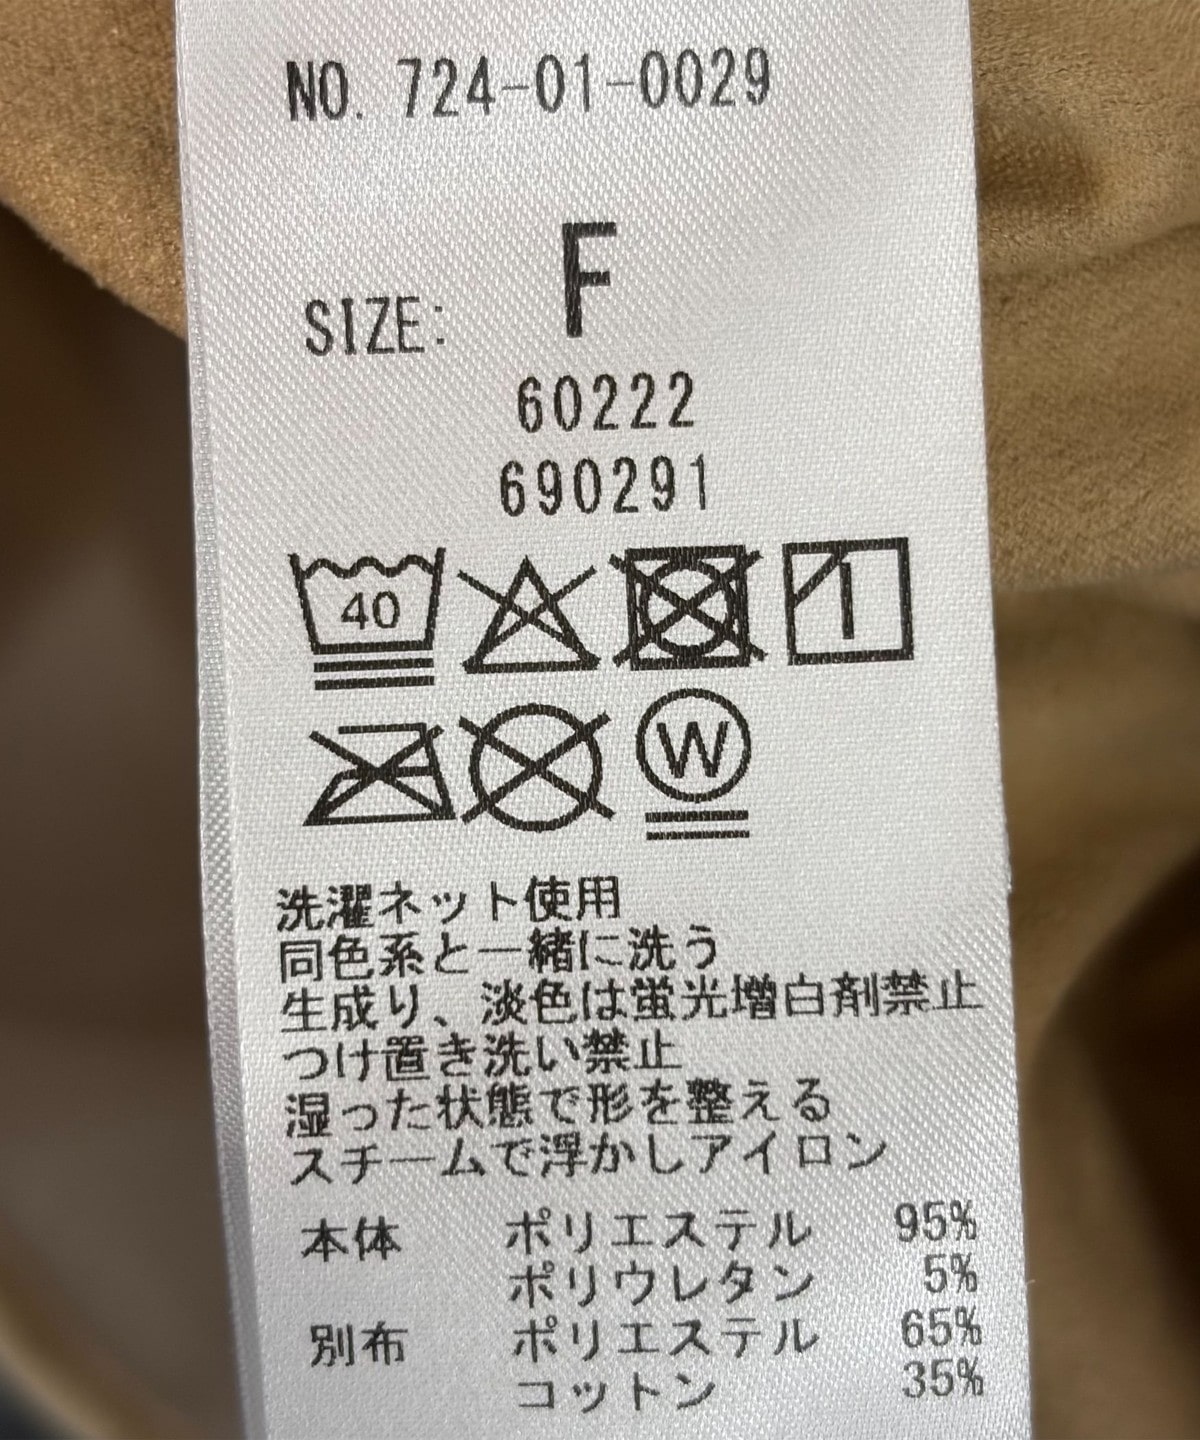 NO. 724-01-0029
SIZE: F
60222
690291
40
W
洗濯ネット使用
同色系と一緒に洗う
生成り、淡色は蛍光増白剤禁止
つけ置き洗い禁止
湿った状態で形を整える
スチームで浮かしアイロン
本体 ポリエステル 95%
ポリウレタン 5%
別布 ポリエステル 65%
コットン 35%